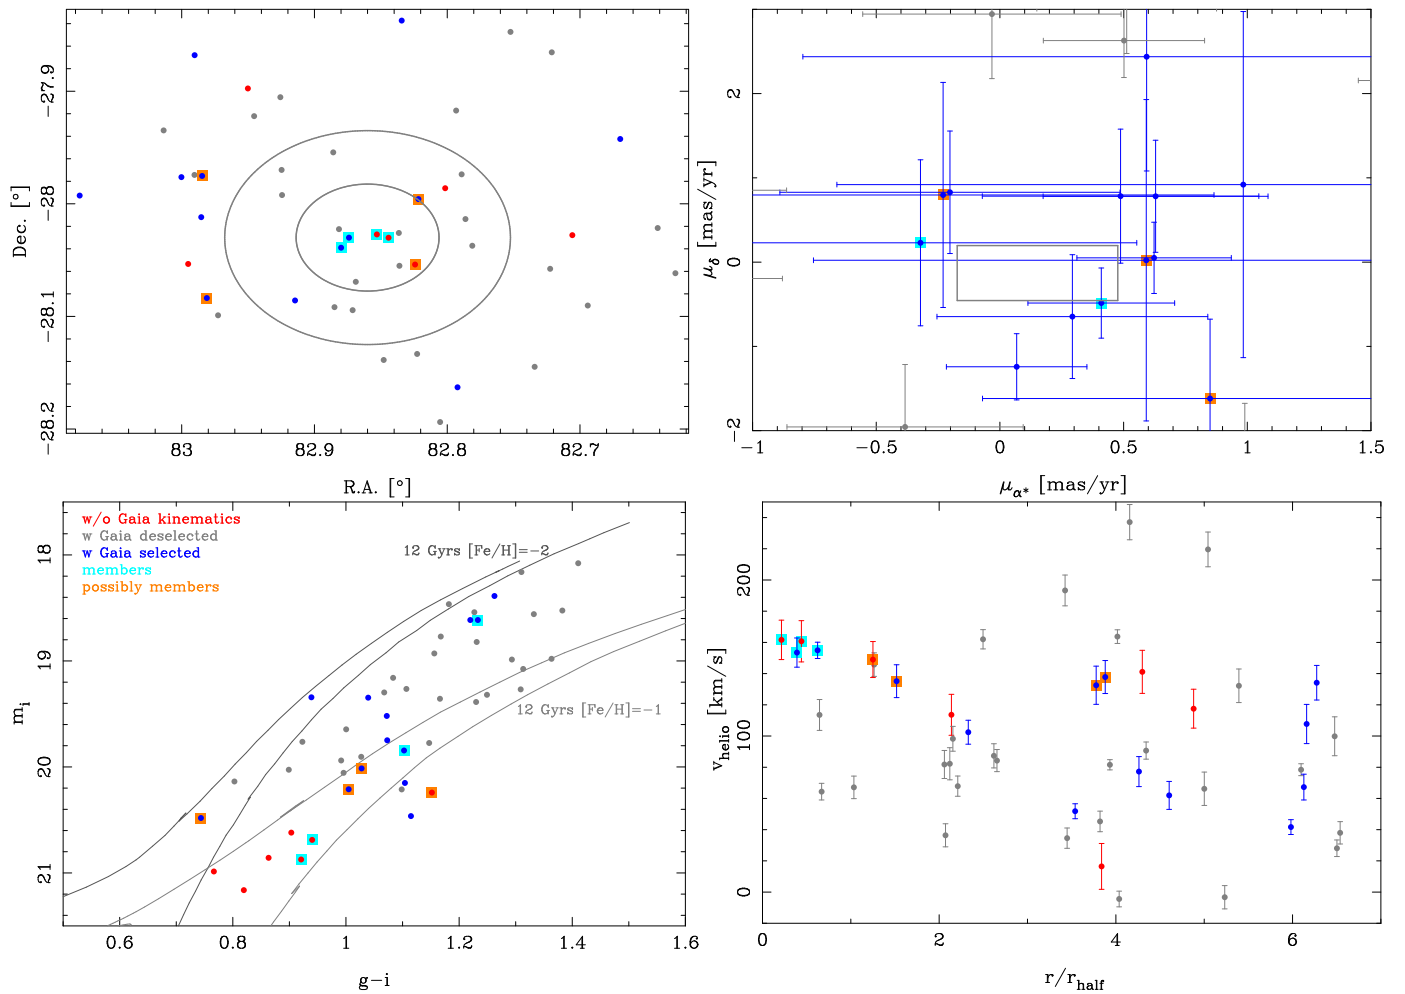 −27.9
−28
−28.1
−28.2
Dec. [°]
83
82.9
82.8
82.7
R.A. [°]
2
0
−2
μδ [mas/yr]
−1
−0.5
0
0.5
1
1.5
μα* [mas/yr]
w/o Gaia kinematics
w Gaia deselected
w Gaia selected
members
possibly members
12 Gyrs [Fe/H]=−2
12 Gyrs [Fe/H]=−1
18
19
20
21
mi
0.6
0.8
1
1.2
1.4
1.6
g−i
200
100
0
vhelio [km/s]
0
2
4
6
r/rhalf